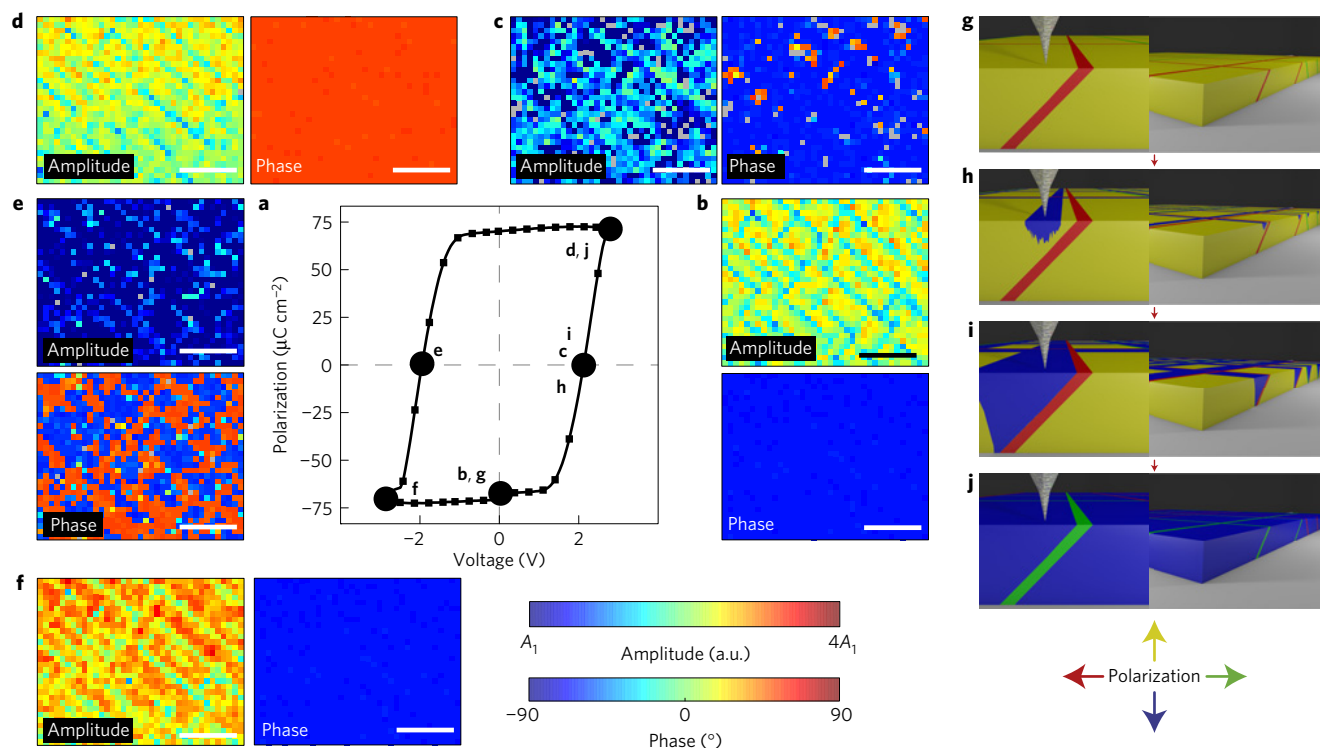 d
Amplitude
Phase
c
Amplitude
Phase
g
h
i
j
e
Amplitude
Phase
a
75
50
25
0
−25
−50
−75
Polarization (μC cm−2)
d, j
i
c
h
e
b, g
f
−2
0
2
Voltage (V)
b
Amplitude
Phase
f
Amplitude
Phase
A1
Amplitude (a.u.)
4A1
−90
0
90
Phase (°)
Polarization